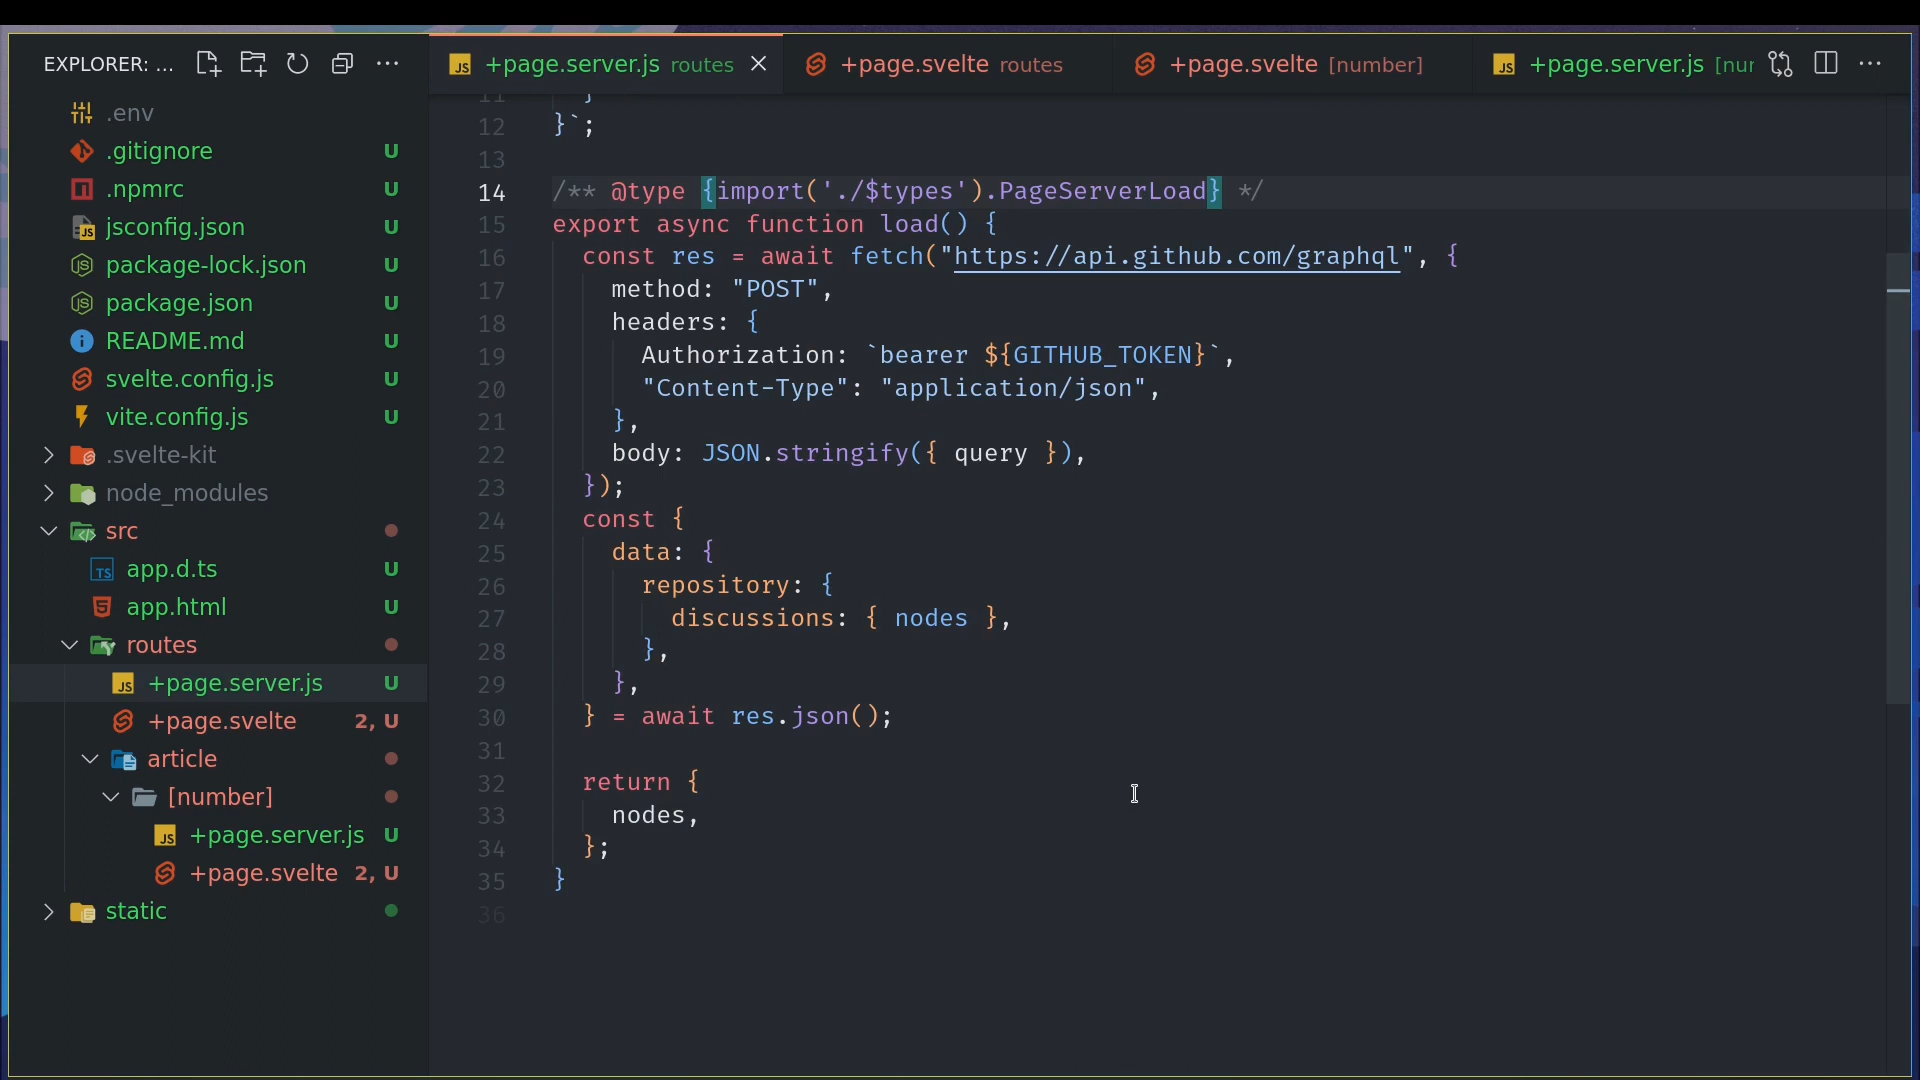 EXPLORER: ...
.env
.gitignore U
.npmrc U
jsconfig.json U
package-lock.json U
package.json U
README.md U
svelte.config.js U
vite.config.js U
.svelte-kit
node_modules
src
app.d.ts U
app.html U
routes
+page.server.js U
+page.svelte 2, U
article
[number]
+page.server.js U
+page.svelte 2, U
static
+page.server.js routes
+page.svelte routes
+page.svelte [number]
+page.server.js [nur
11 }
12 }`;
13
14 /** @type {import('./$types').PageServerLoad} */
15 export async function load() {
16 const res = await fetch("https://api.github.com/graphql", {
17 method: "POST",
18 headers: {
19 Authorization: `bearer ${GITHUB_TOKEN}`,
20 "Content-Type": "application/json",
21 },
22 body: JSON.stringify({ query }),
23 });
24 const {
25 data: {
26 repository: {
27 discussions: { nodes },
28 },
29 },
30 } = await res.json();
31
32 return {
33 nodes,
34 };
35 }
36